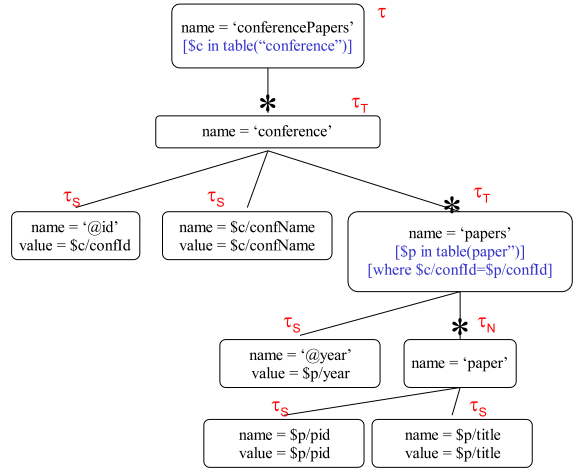 τ
name = ‘conferencePapers’
[$c in table(“conference”)]
* τT
name = ‘conference’
τS τS * τT
name = ‘@id’
value = $c/confId
name = $c/confName
value = $c/confName
name = ‘papers’
[$p in table(paper”)]
[where $c/confId=$p/confId]
τS * τN
name = ‘@year’
value = $p/year
name = ‘paper’
τS τS
name = $p/pid
value = $p/pid
name = $p/title
value = $p/title